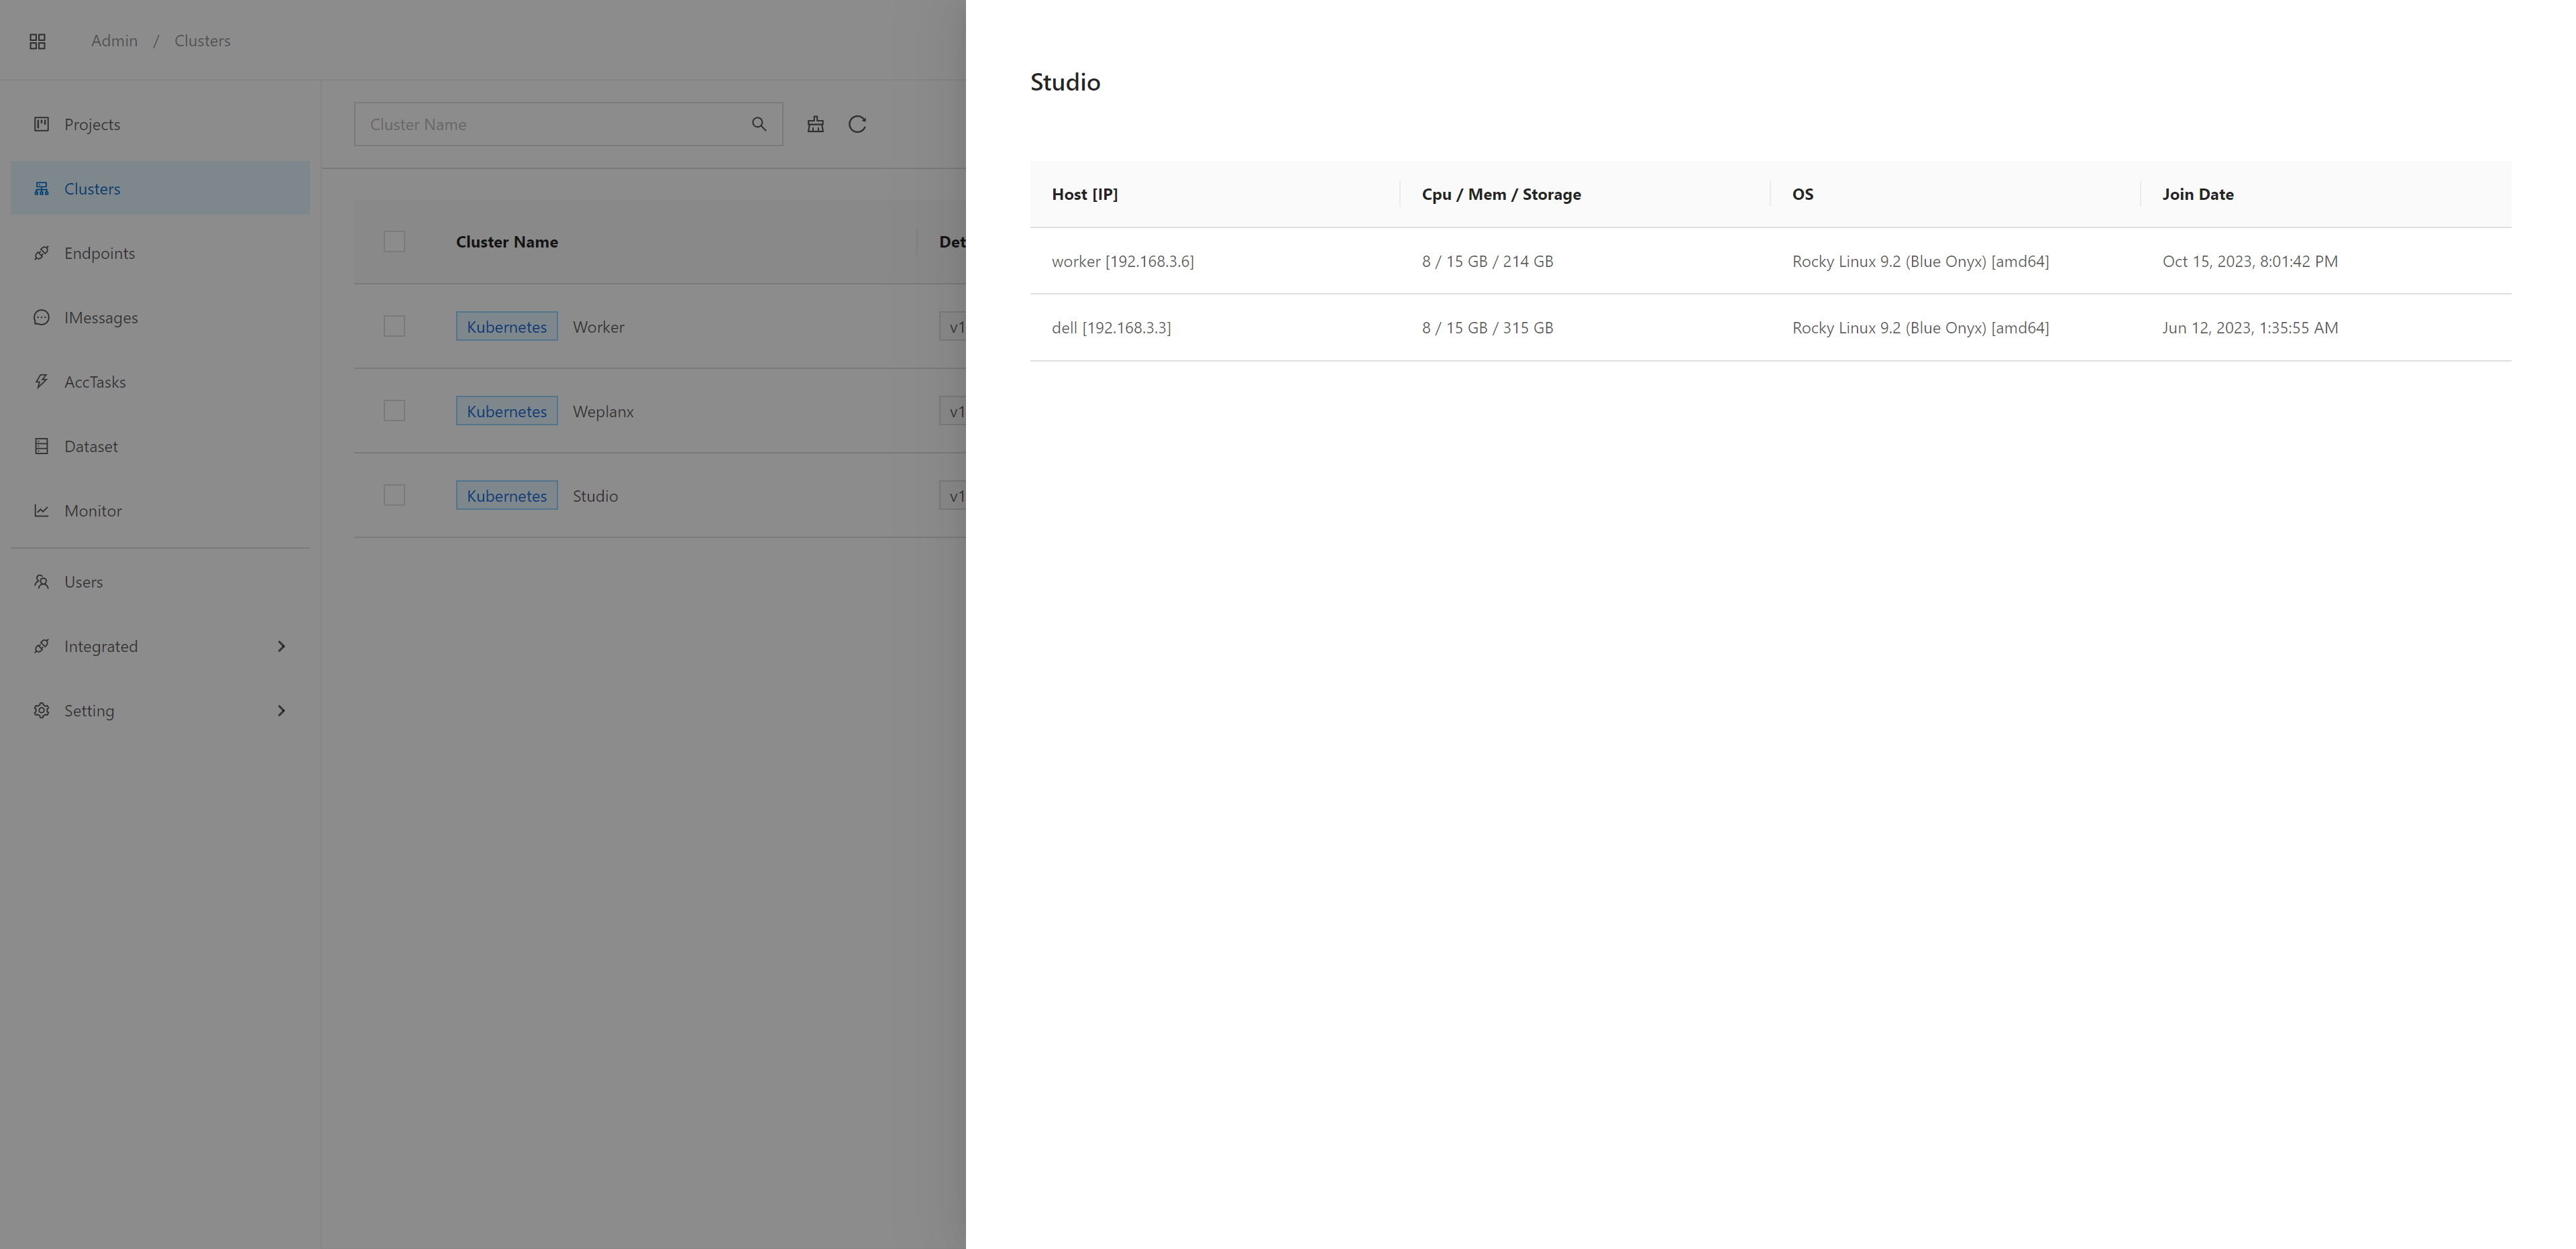 Admin / Clusters
Projects
Clusters
Endpoints
IMessages
AccTasks
Dataset
Monitor
Users
Integrated
Setting
Cluster Name
Cluster Name Det
Kubernetes Worker v1
Kubernetes Weplanx v1
Kubernetes Studio v1
Studio
Host [IP] Cpu / Mem / Storage OS Join Date
worker [192.168.3.6] 8 / 15 GB / 214 GB Rocky Linux 9.2 (Blue Onyx) [amd64] Oct 15, 2023, 8:01:42 PM
dell [192.168.3.3] 8 / 15 GB / 315 GB Rocky Linux 9.2 (Blue Onyx) [amd64] Jun 12, 2023, 1:35:55 AM